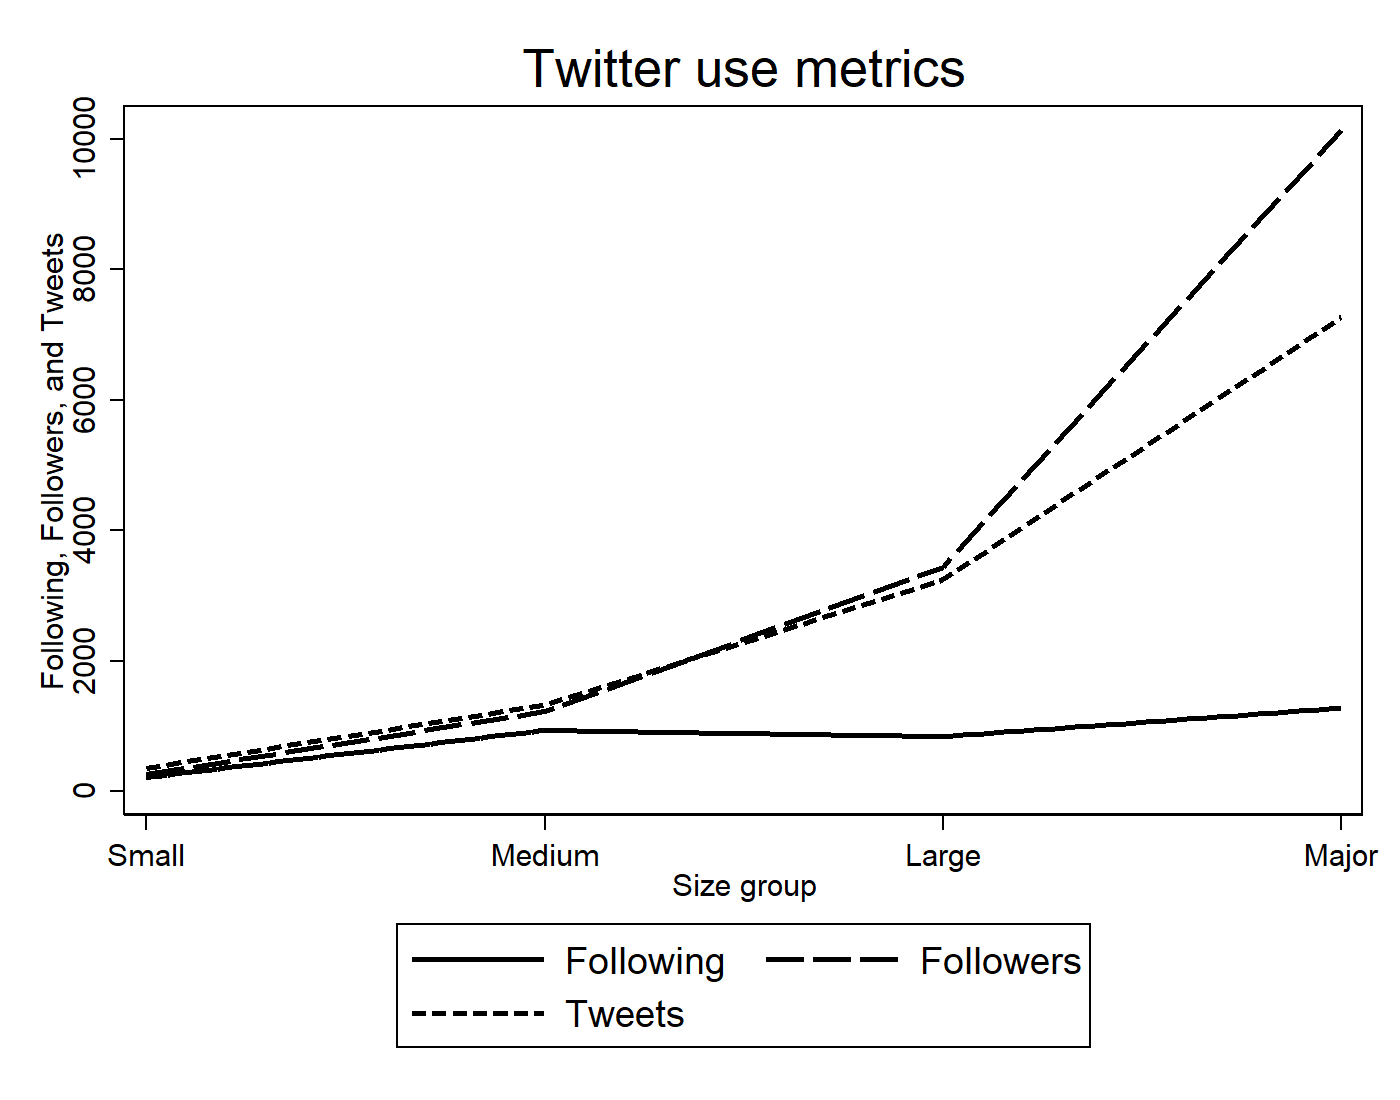 Twitter use metrics
Following, Followers, and Tweets
10000
8000
6000
4000
2000
0
Small Medium Large Major
Size group
Following Followers
Tweets